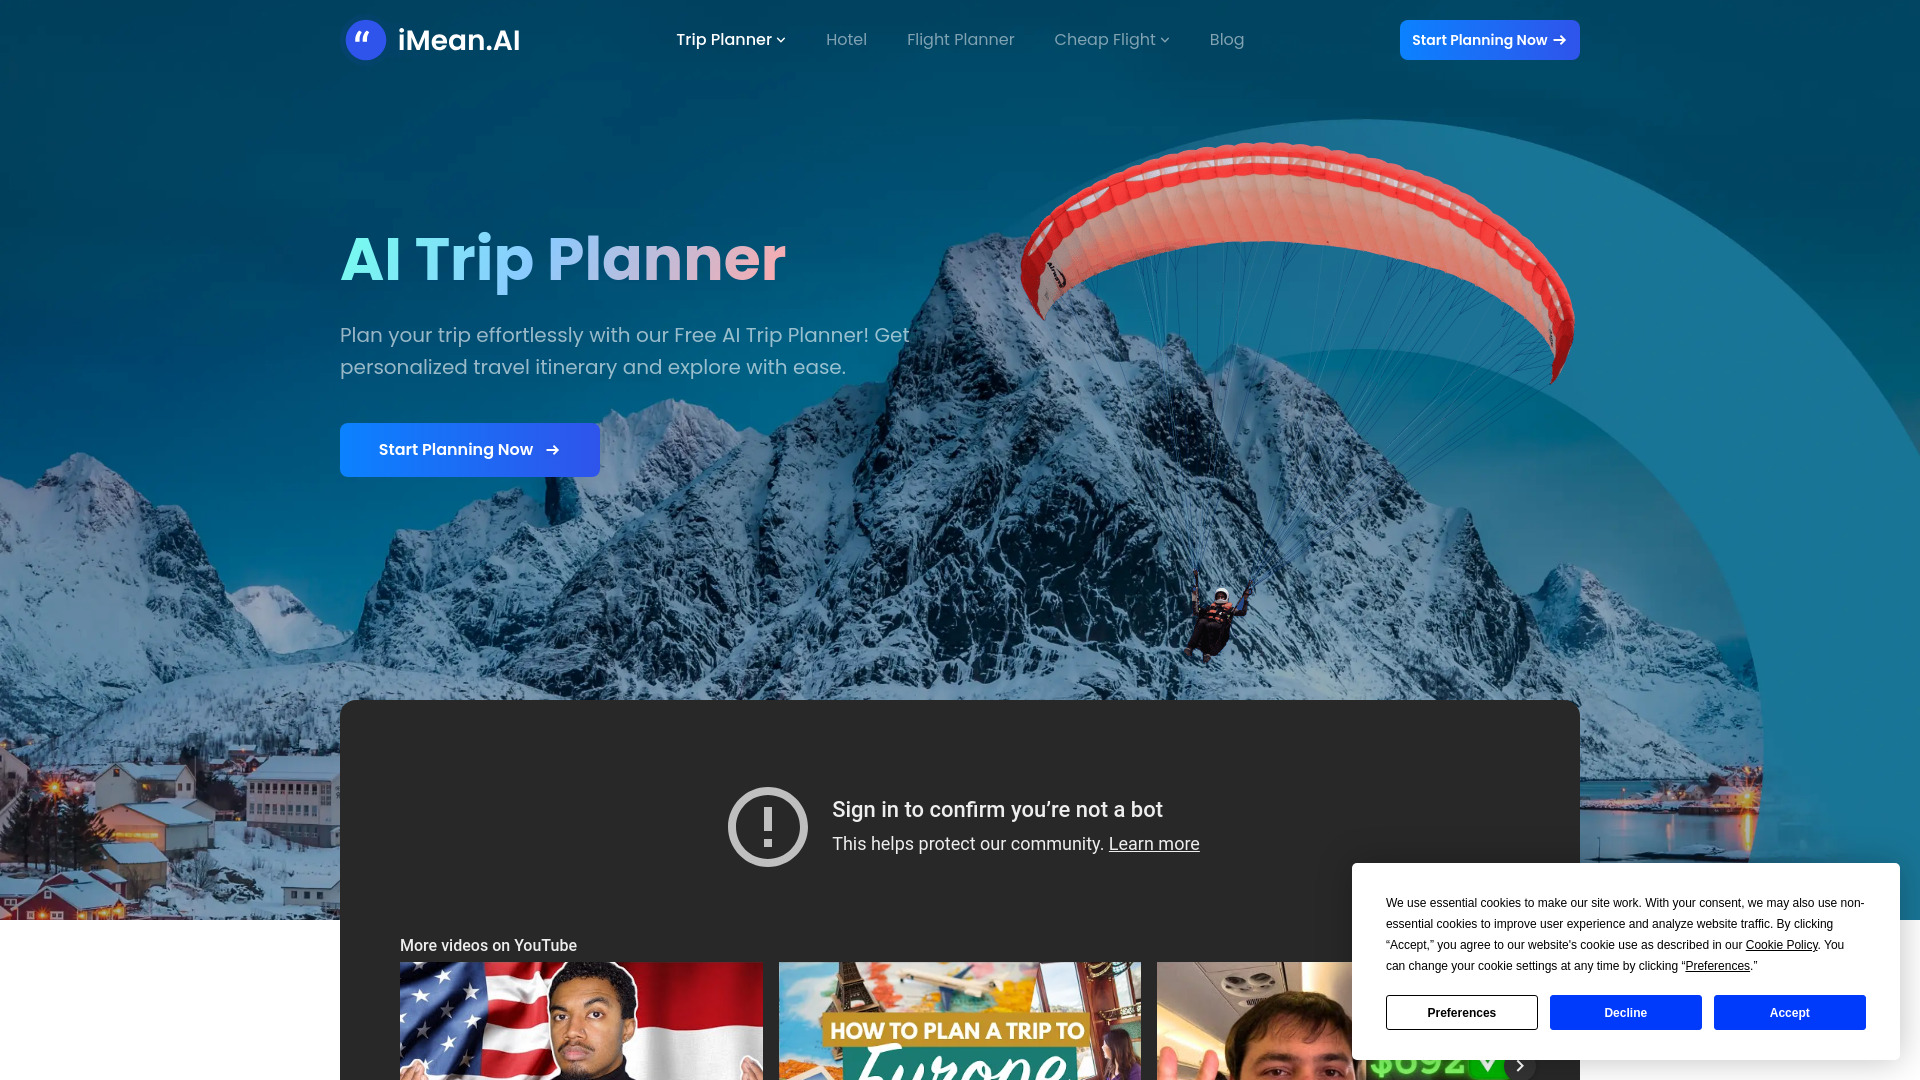 iMean.AI
Trip Planner
Hotel
Flight Planner
Cheap Flight
Blog
Start Planning Now
AI Trip Planner
Plan your trip effortlessly with our Free AI Trip Planner! Get
personalized travel itinerary and explore with ease.
Start Planning Now
Sign in to confirm you’re not a bot
This helps protect our community. Learn more
More videos on YouTube
HOW TO PLAN A TRIP TO
Europe
$692
We use essential cookies to make our site work. With your consent, we may also use non-
essential cookies to improve user experience and analyze website traffic. By clicking
“Accept,” you agree to our website's cookie use as described in our Cookie Policy. You
can change your cookie settings at any time by clicking “Preferences.”
Preferences
Decline
Accept